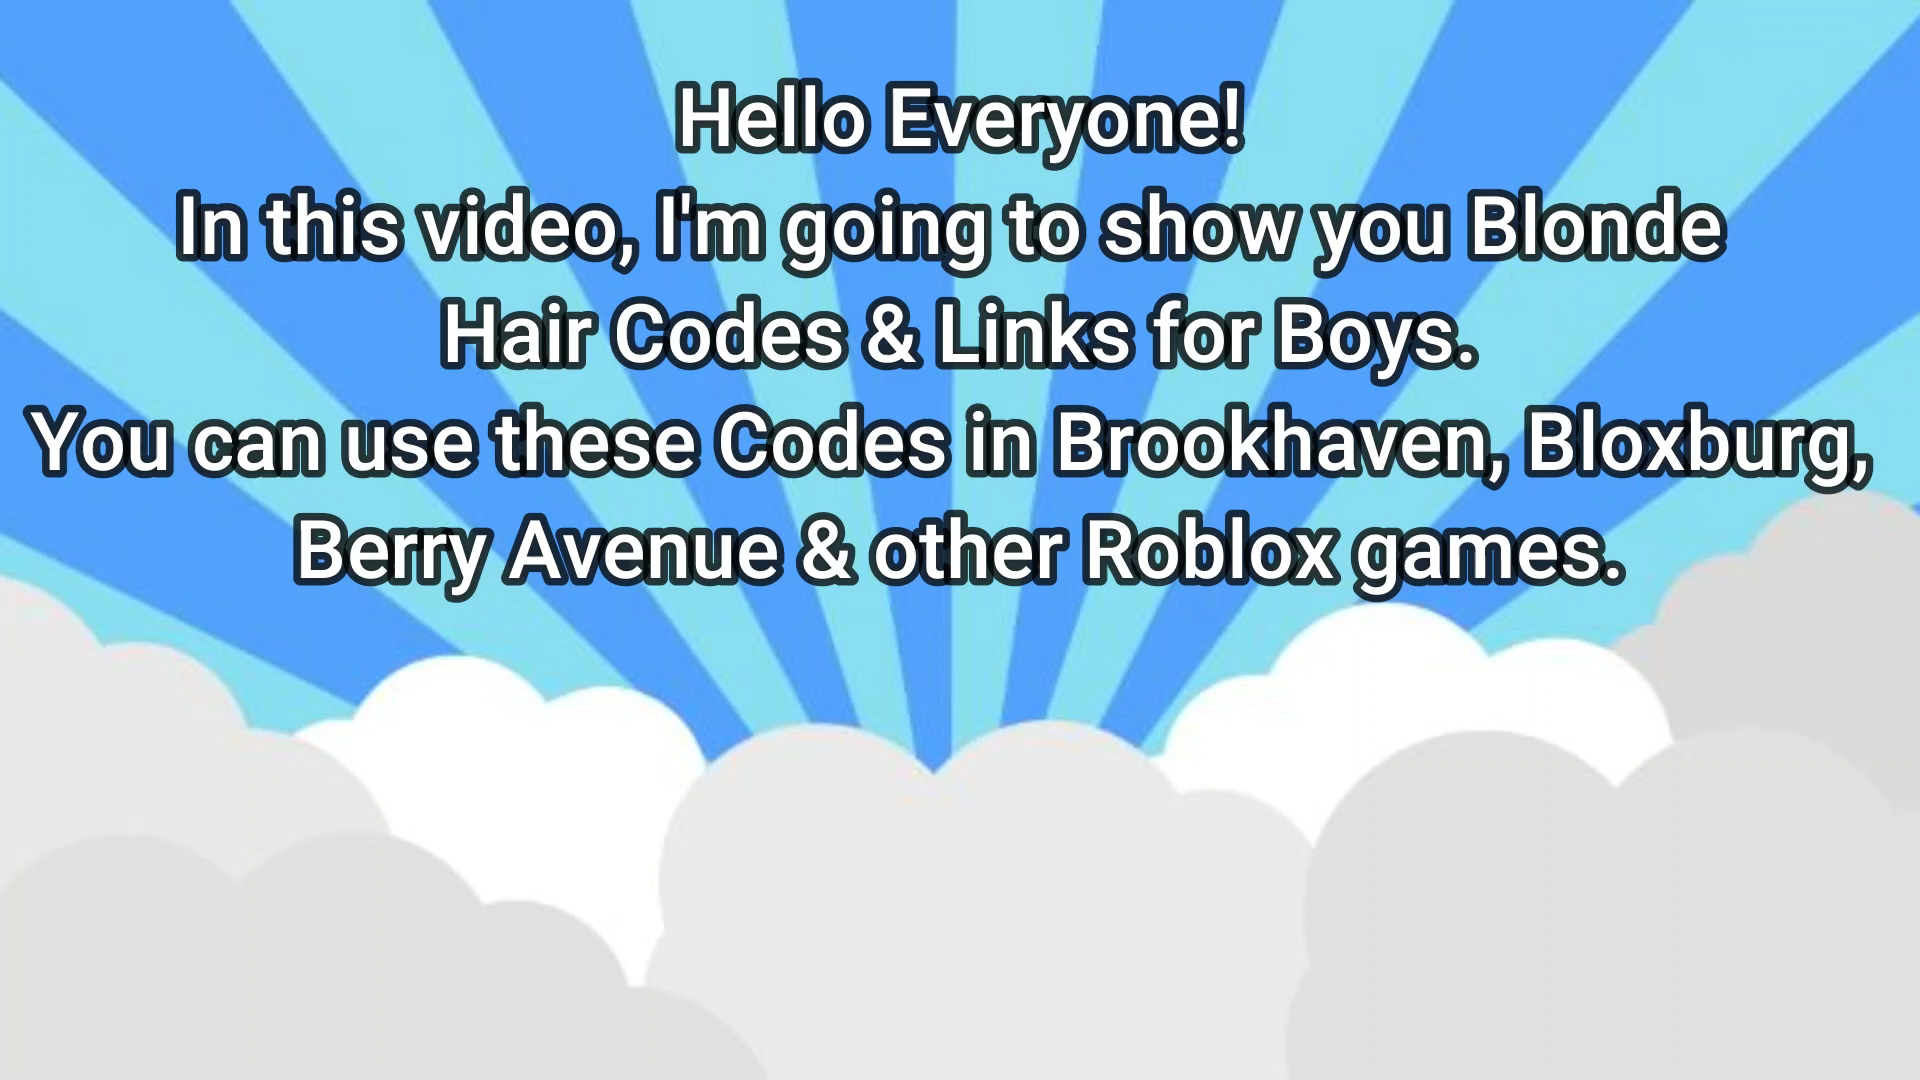 Hello Everyone!
In this video, I'm going to show you Blonde
Hair Codes & Links for Boys.
You can use these Codes in Brookhaven, Bloxburg,
Berry Avenue & other Roblox games.